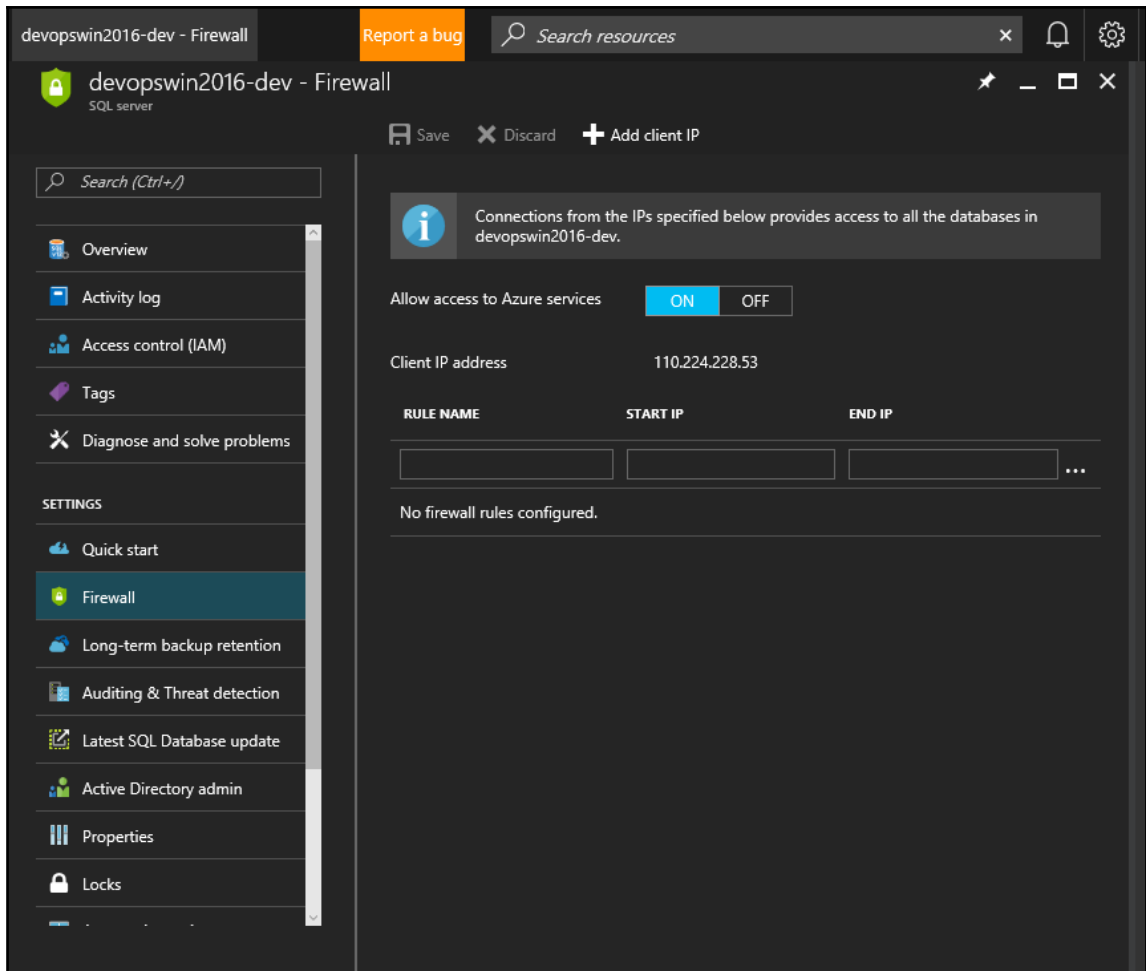 devopswin2016-dev - Firewall
Report a bug
Search resources
devopswin2016-dev - Firewall
SQL server
Save
Discard
Add client IP
Search (Ctrl+/)
Overview
Activity log
Access control (IAM)
Tags
Diagnose and solve problems
SETTINGS
Quick start
Firewall
Long-term backup retention
Auditing & Threat detection
Latest SQL Database update
Active Directory admin
Properties
Locks
Connections from the IPs specified below provides access to all the databases in
devopswin2016-dev.
Allow access to Azure services
ON
OFF
Client IP address
110.224.228.53
RULE NAME
START IP
END IP
...
No firewall rules configured.